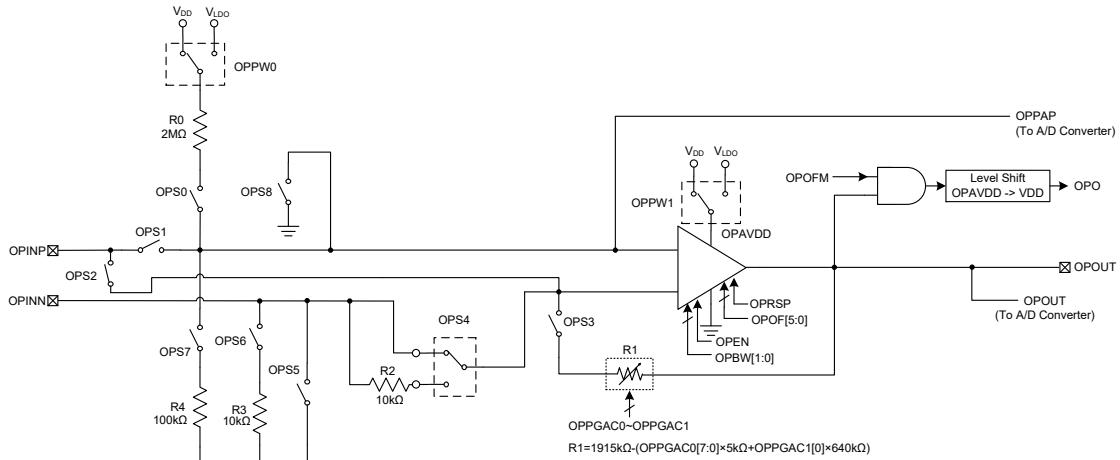 VDD VLDO
OPPW0
R0
2MΩ
OPPAP
(To A/D Converter)
OPS0
OPS8
VDD VLDO
OPOFM
Level Shift
OPAVDD -> VDD
OPO
OPPW1
OPAVDD
OPS1
OPINP
OPS2
OPOUT
OPINN
OPRSP
OPOF[5:0]
OPEN
OPBW[1:0]
OPOUT
(To A/D Converter)
OPS4
OPS3
OPS7
OPS6
OPS5
R1
R2
10kΩ
R4
100kΩ
R3
10kΩ
OPPGAC0~OPPGAC1
R1=1915kΩ-(OPPGAC0[7:0]×5kΩ+OPPGAC1[0]×640kΩ)